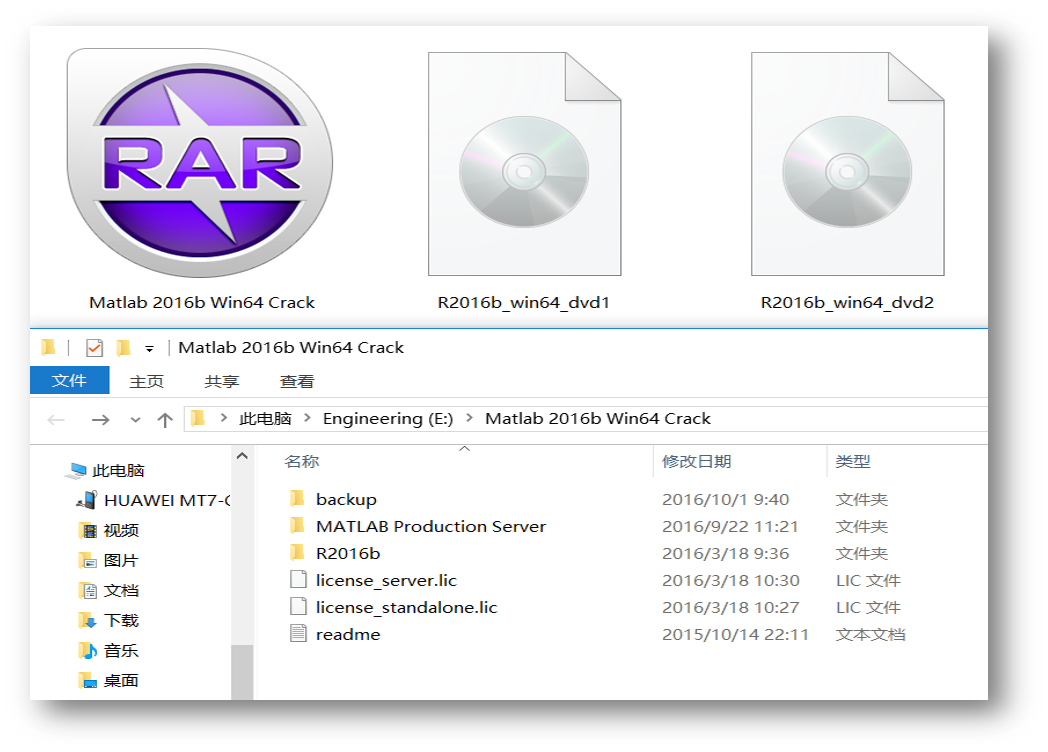 RAR
Matlab 2016b Win64 Crack
R2016b_win64_dvd1
R2016b_win64_dvd2
Matlab 2016b Win64 Crack
文件 主页 共享 查看
此电脑 > Engineering (E:) > Matlab 2016b Win64 Crack
名称 修改日期 类型
此电脑
HUAWEI MT7-C
视频
图片
文档
下载
音乐
桌面
backup 2016/10/1 9:40 文件夹
MATLAB Production Server 2016/9/22 11:21 文件夹
R2016b 2016/3/18 9:36 文件夹
license_server.lic 2016/3/18 10:30 LIC 文件
license_standalone.lic 2016/3/18 10:27 LIC 文件
readme 2015/10/14 22:11 文本文档